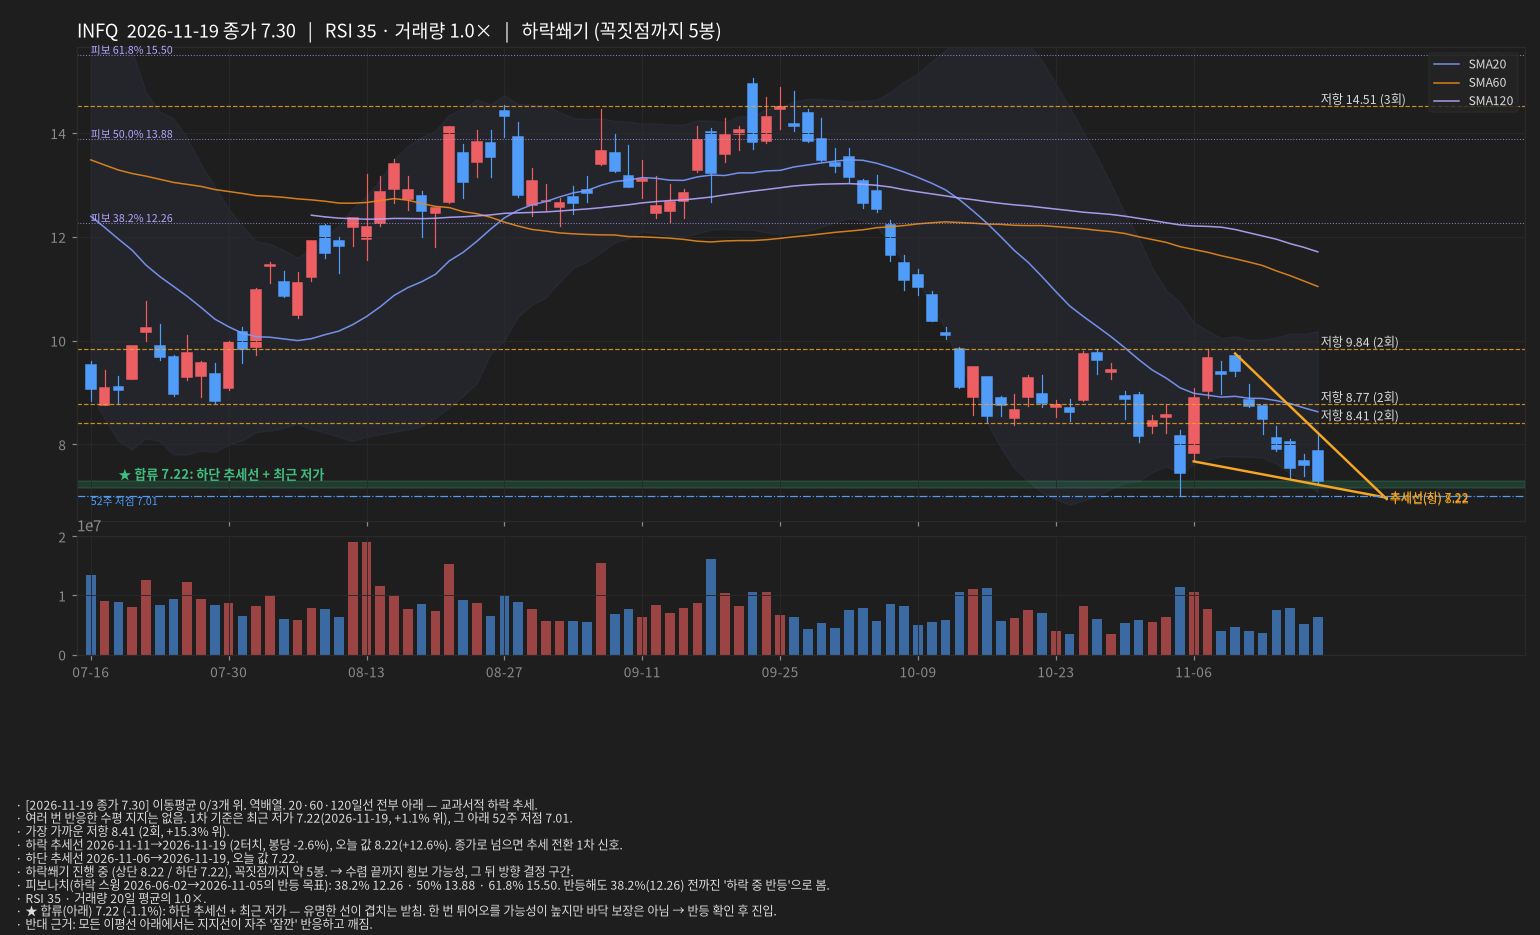 INFQ 2026-11-19 종가 7.30 | RSI 35 · 거래량 1.0× | 하락쐐기 (꼭짓점까지 5봉)
피보 61.8% 15.50
SMA20
SMA60
SMA120
저항 14.51 (3회)
14
피보 50.0% 13.88
피보 38.2% 12.26
12
10
저항 9.84 (2회)
저항 8.77 (2회)
저항 8.41 (2회)
8
★ 합류 7.22: 하단 추세선 + 최근 저가
52주 저점 7.01
1e7
2
1
0
07-16 07-30 08-13 08-27 09-11 09-25 10-09 10-23 11-06
· [2026-11-19 종가 7.30] 이동평균 0/3개 위. 역배열. 20·60·120일선 전부 아래 — 교과서적 하락 추세.
· 여러 번 반응한 수평 지지는 없음. 1차 기준은 최근 저가 7.22(2026-11-19, +1.1% 위), 그 아래 52주 저점 7.01.
· 가장 가까운 저항 8.41 (2회, +15.3% 위).
· 하락 추세선 2026-11-11→2026-11-19 (2터치, 봉당 -2.6%), 오늘 값 8.22(+12.6%). 종가로 넘으면 추세 전환 1차 신호.
· 하단 추세선 2026-11-06→2026-11-19, 오늘 값 7.22.
· 하락쐐기 진행 중 (상단 8.22 / 하단 7.22), 꼭짓점까지 약 5봉. → 수렴 끝까지 횡보 가능성, 그 뒤 방향 결정 구간.
· 피보나치(하락 스윙 2026-06-02→2026-11-05의 반등 목표): 38.2% 12.26 · 50% 13.88 · 61.8% 15.50. 반등해도 38.2%(12.26) 전까진 '하락 중 반등'으로 봄.
· RSI 35 · 거래량 20일 평균의 1.0×.
· ★ 합류(아래) 7.22 (-1.1%): 하단 추세선 + 최근 저가 — 유명한 선이 겹치는 받침. 한 번 튀어오를 가능성이 높지만 바닥 보장은 아님 → 반등 확인 후 진입.
· 반대 근거: 모든 이평선 아래에서는 지지선이 자주 '잠깐' 반응하고 깨짐.